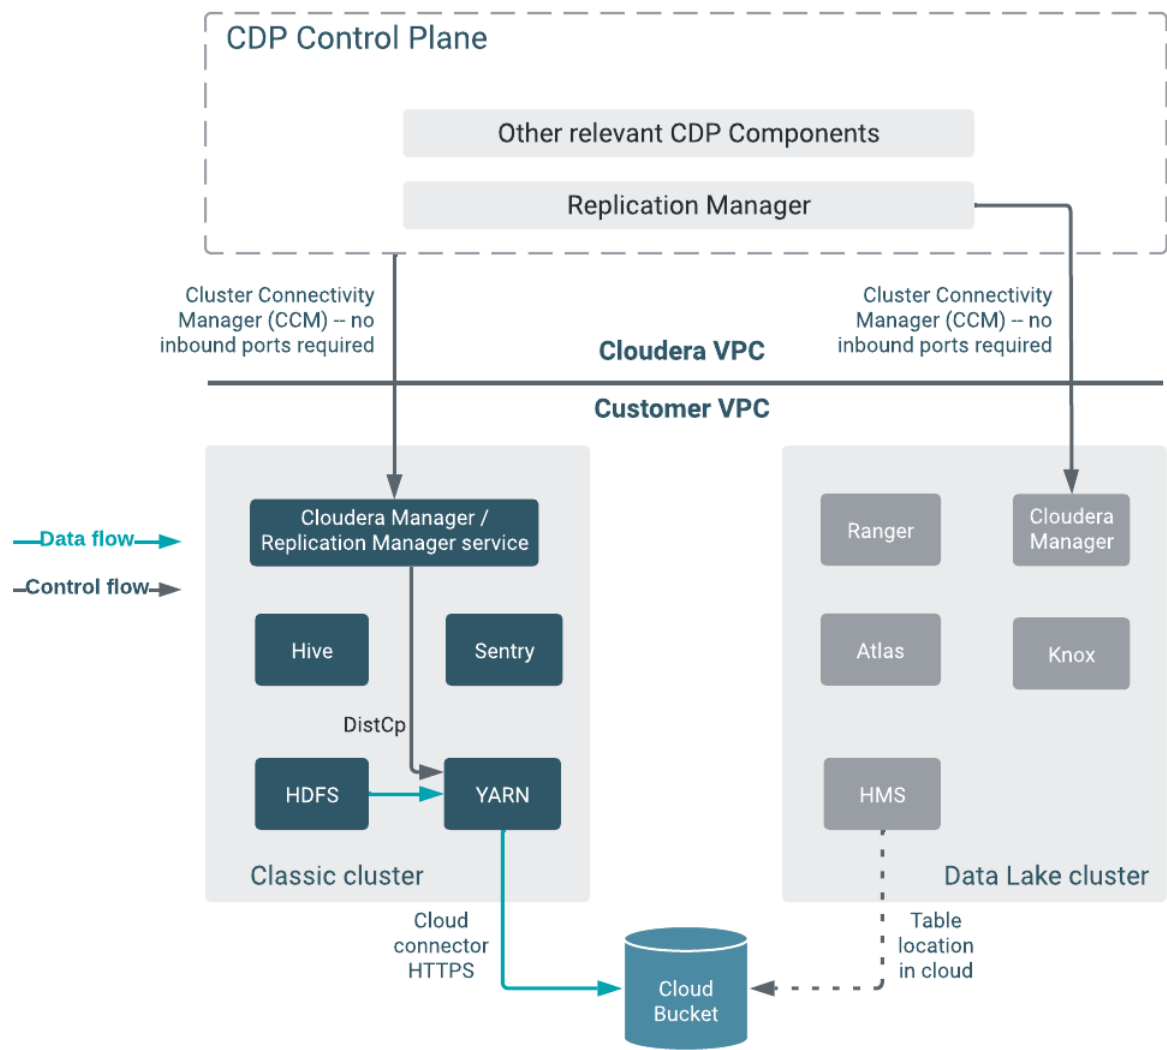 CDP Control Plane
Other relevant CDP Components
Replication Manager
Cluster Connectivity
Manager (CCM) -- no
inbound ports required
Cluster Connectivity
Manager (CCM) -- no
inbound ports required
Cloudera VPC
Customer VPC
Data flow
Control flow
Cloudera Manager /
Replication Manager service
Hive
Sentry
DistCp
HDFS
YARN
Classic cluster
Ranger
Cloudera
Manager
Atlas
Knox
HMS
Data Lake cluster
Cloud
connector
HTTPS
Cloud
Bucket
Table
location
in cloud